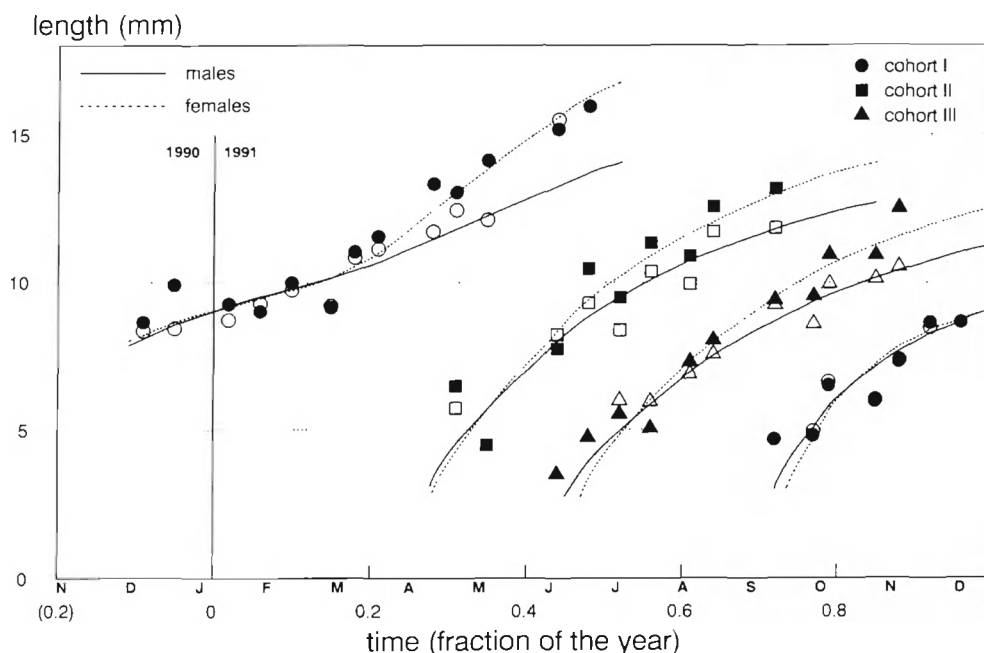 length (mm)
males
females
cohort I
cohort II
cohort III
15
1990 1991
10
5
0
N D J F M A M J J A S O N D
(0.2) 0 0.2 0.4 0.6 0.8
time (fraction of the year)